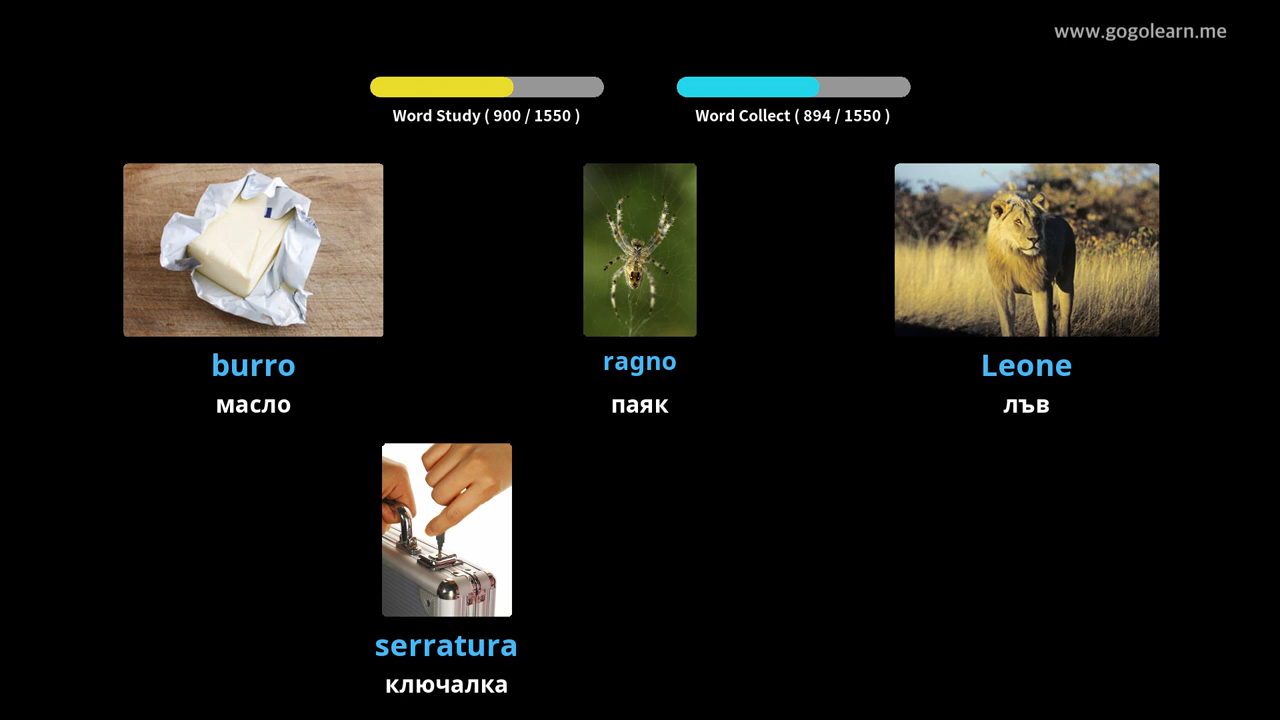 www.gogolearn.me
Word Study ( 900 / 1550 )
Word Collect ( 894 / 1550 )
burro
масло
ragno
паяк
Leone
лъв
serratura
ключалка